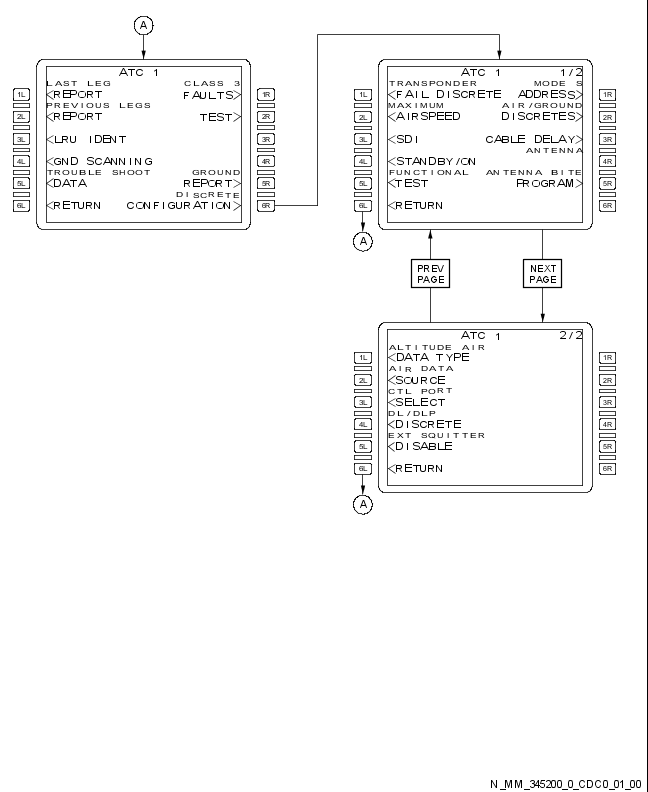 A
ATC 1
LAST LEG CLASS 3
1L <REPORT FAULTS> 1R
PREVIOUS LEGS
2L <REPORT TEST> 2R
3L <LRU IDENT 3R
4L <GND SCANNING 4R
TROUBLE SHOOT GROUND
5L <DATA REPORT> 5R
DISCRETE
6L <RETURN CONFIGURATION> 6R
ATC 1 1/2
TRANSPONDER MODE S
1L <FAIL DISCRETE ADDRESS> 1R
MAXIMUM AIR/GROUND
2L <AIRSPEED DISCRETES> 2R
3L <SDI CABLE DELAY> 3R
ANTENNA
4L <STANDBY/ON 4R
FUNCTIONAL ANTENNA BITE
5L <TEST PROGRAM> 5R
6L <RETURN 6R
A
PREV
PAGE
NEXT
PAGE
ATC 1 2/2
ALTITUDE AIR
1L <DATA TYPE 1R
AIR DATA
2L <SOURCE 2R
CTL PORT
3L <SELECT 3R
DL/DLP
4L <DISCRETE 4R
EXT SQUITTER
5L <DISABLE 5R
6L <RETURN 6R
A
N_MM_345200_0_CDC0_01_00